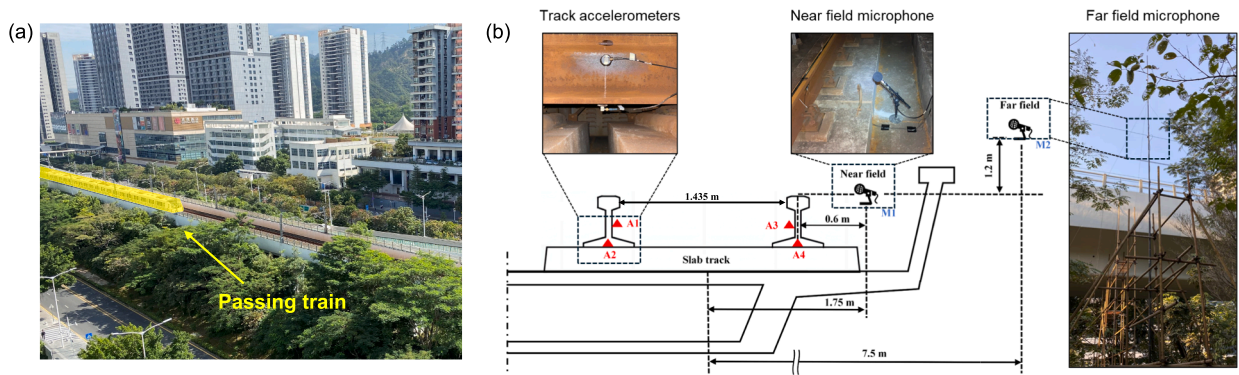 (a)
Passing train
(b)
Track accelerometers
Near field microphone
Far field microphone
Far field
M2
1.2 m
Near field
M1
1.435 m
0.6 m
A1
A2
A3
A4
Slab track
1.75 m
7.5 m